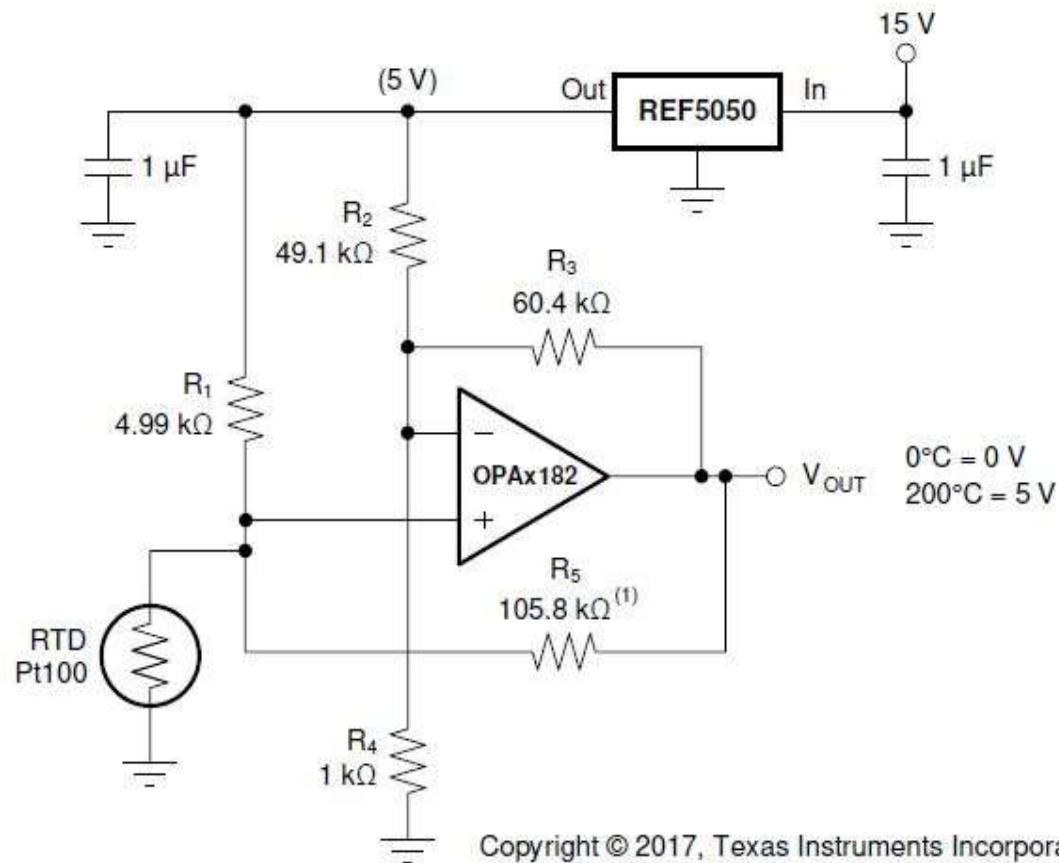 15 V
(5 V)
Out
REF5050
In
1 µF
1 µF
R2
49.1 kΩ
R3
60.4 kΩ
R1
4.99 kΩ
−
OPAx182
+
VOUT
0°C = 0 V
200°C = 5 V
R5
105.8 kΩ(1)
RTD
Pt100
R4
1 kΩ
Copyright © 2017, Texas Instruments Incorpora